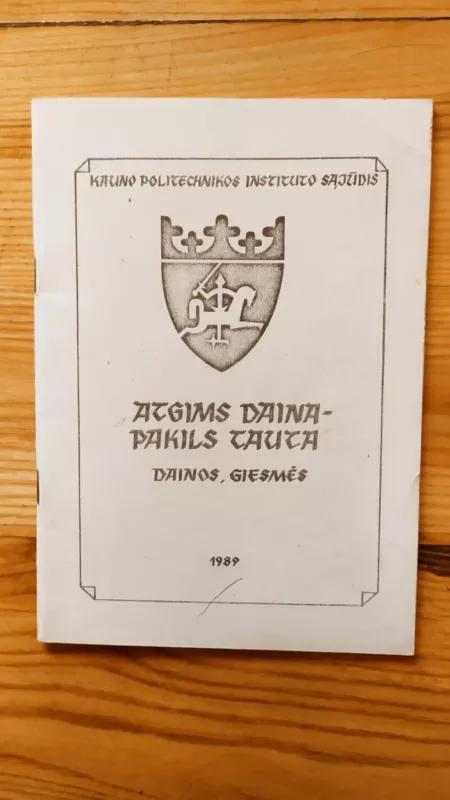 KAUNO POLITECHNIKOS INSTITUTO SĄJŪDIS
ATGIMS DAINA-
PAKILS TAUTA
DAINOS, GIESMĖS
1989